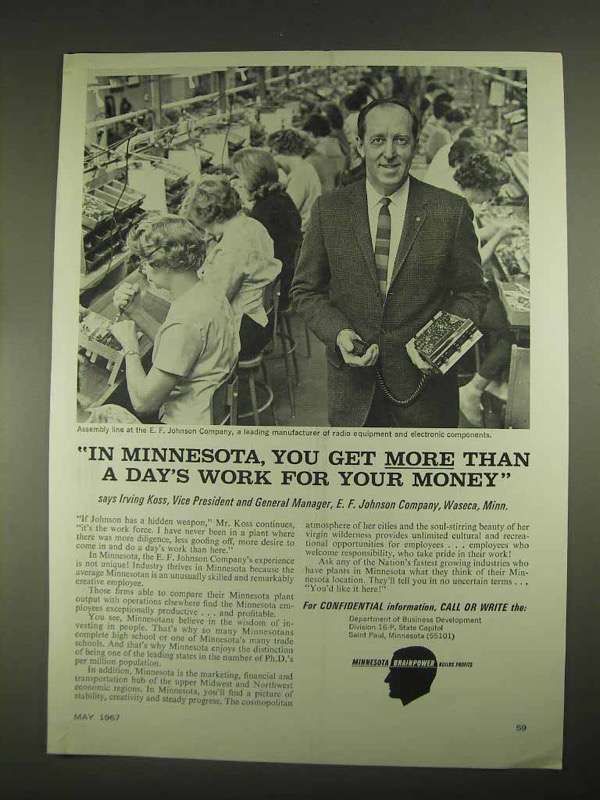 Assembly line at the E. F. Johnson Company, a leading manufacturer of radio equipment and electronic components.
"IN MINNESOTA, YOU GET MORE THAN
A DAY'S WORK FOR YOUR MONEY"
says Irving Koss, Vice President and General Manager, E. F. Johnson Company, Waseca, Minn.
"If Johnson has a hidden weapon," Mr. Koss continues,
"it's the work force. I have never been in a plant where
there was more diligence, less goofing off, more desire to
come in and do a day's work than here."
In Minnesota, the E. F. Johnson Company's experience
is not unique! Industry thrives in Minnesota because the
average Minnesotan is an unusually skilled and remarkably
creative employee.
Those firms able to compare their Minnesota plant
output with operations elsewhere find the Minnesota em-
ployees exceptionally productive . . . and profitable.
You see, Minnesotans believe in the wisdom of in-
vesting in people. That's why so many Minnesotans
complete high school or one of Minnesota's many trade
schools. And that's why Minnesota enjoys the distinction
of being one of the leading states in the number of Ph.D.'s
per million population.
In addition, Minnesota is the marketing, financial and
transportation hub of the upper Midwest and Northwest
economic regions. In Minnesota, you'll find a picture of
stability, creativity and steady progress. The cosmopolitan
atmosphere of her cities and the soul-stirring beauty of her
virgin wilderness provides unlimited cultural and recrea-
tional opportunities for employees . . . employees who
welcome responsibility, who take pride in their work!
Ask any of the Nation's fastest growing industries who
have plants in Minnesota what they think of their Min-
nesota location. They'll tell you in no uncertain terms . . .
"You'd like it here!"
For CONFIDENTIAL information, CALL OR WRITE the:
Department of Business Development
Division 16-P, State Capitol
Saint Paul, Minnesota (55101)
MINNESOTA BRAINPOWER BUILDS PROFITS
MAY 1967
59